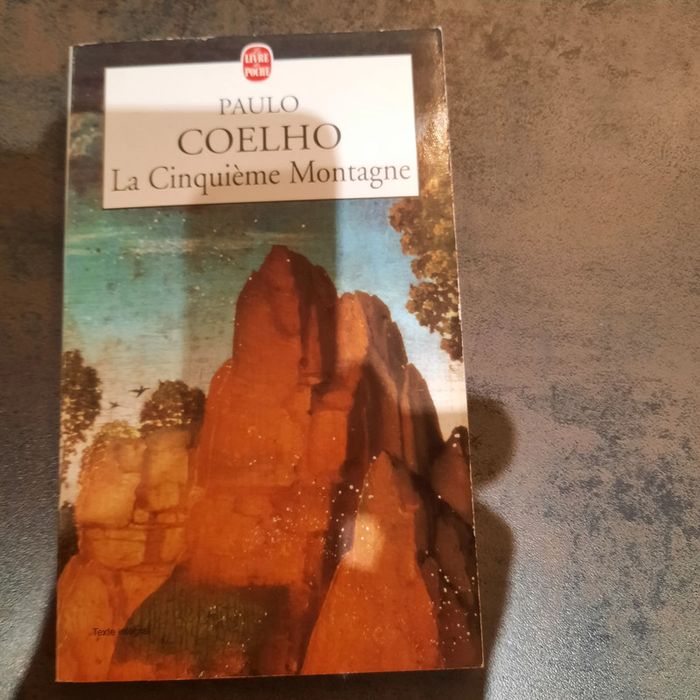 LE
LIVRE
DE
POCHE
PAULO
COELHO
La Cinquième Montagne
Texte intégral